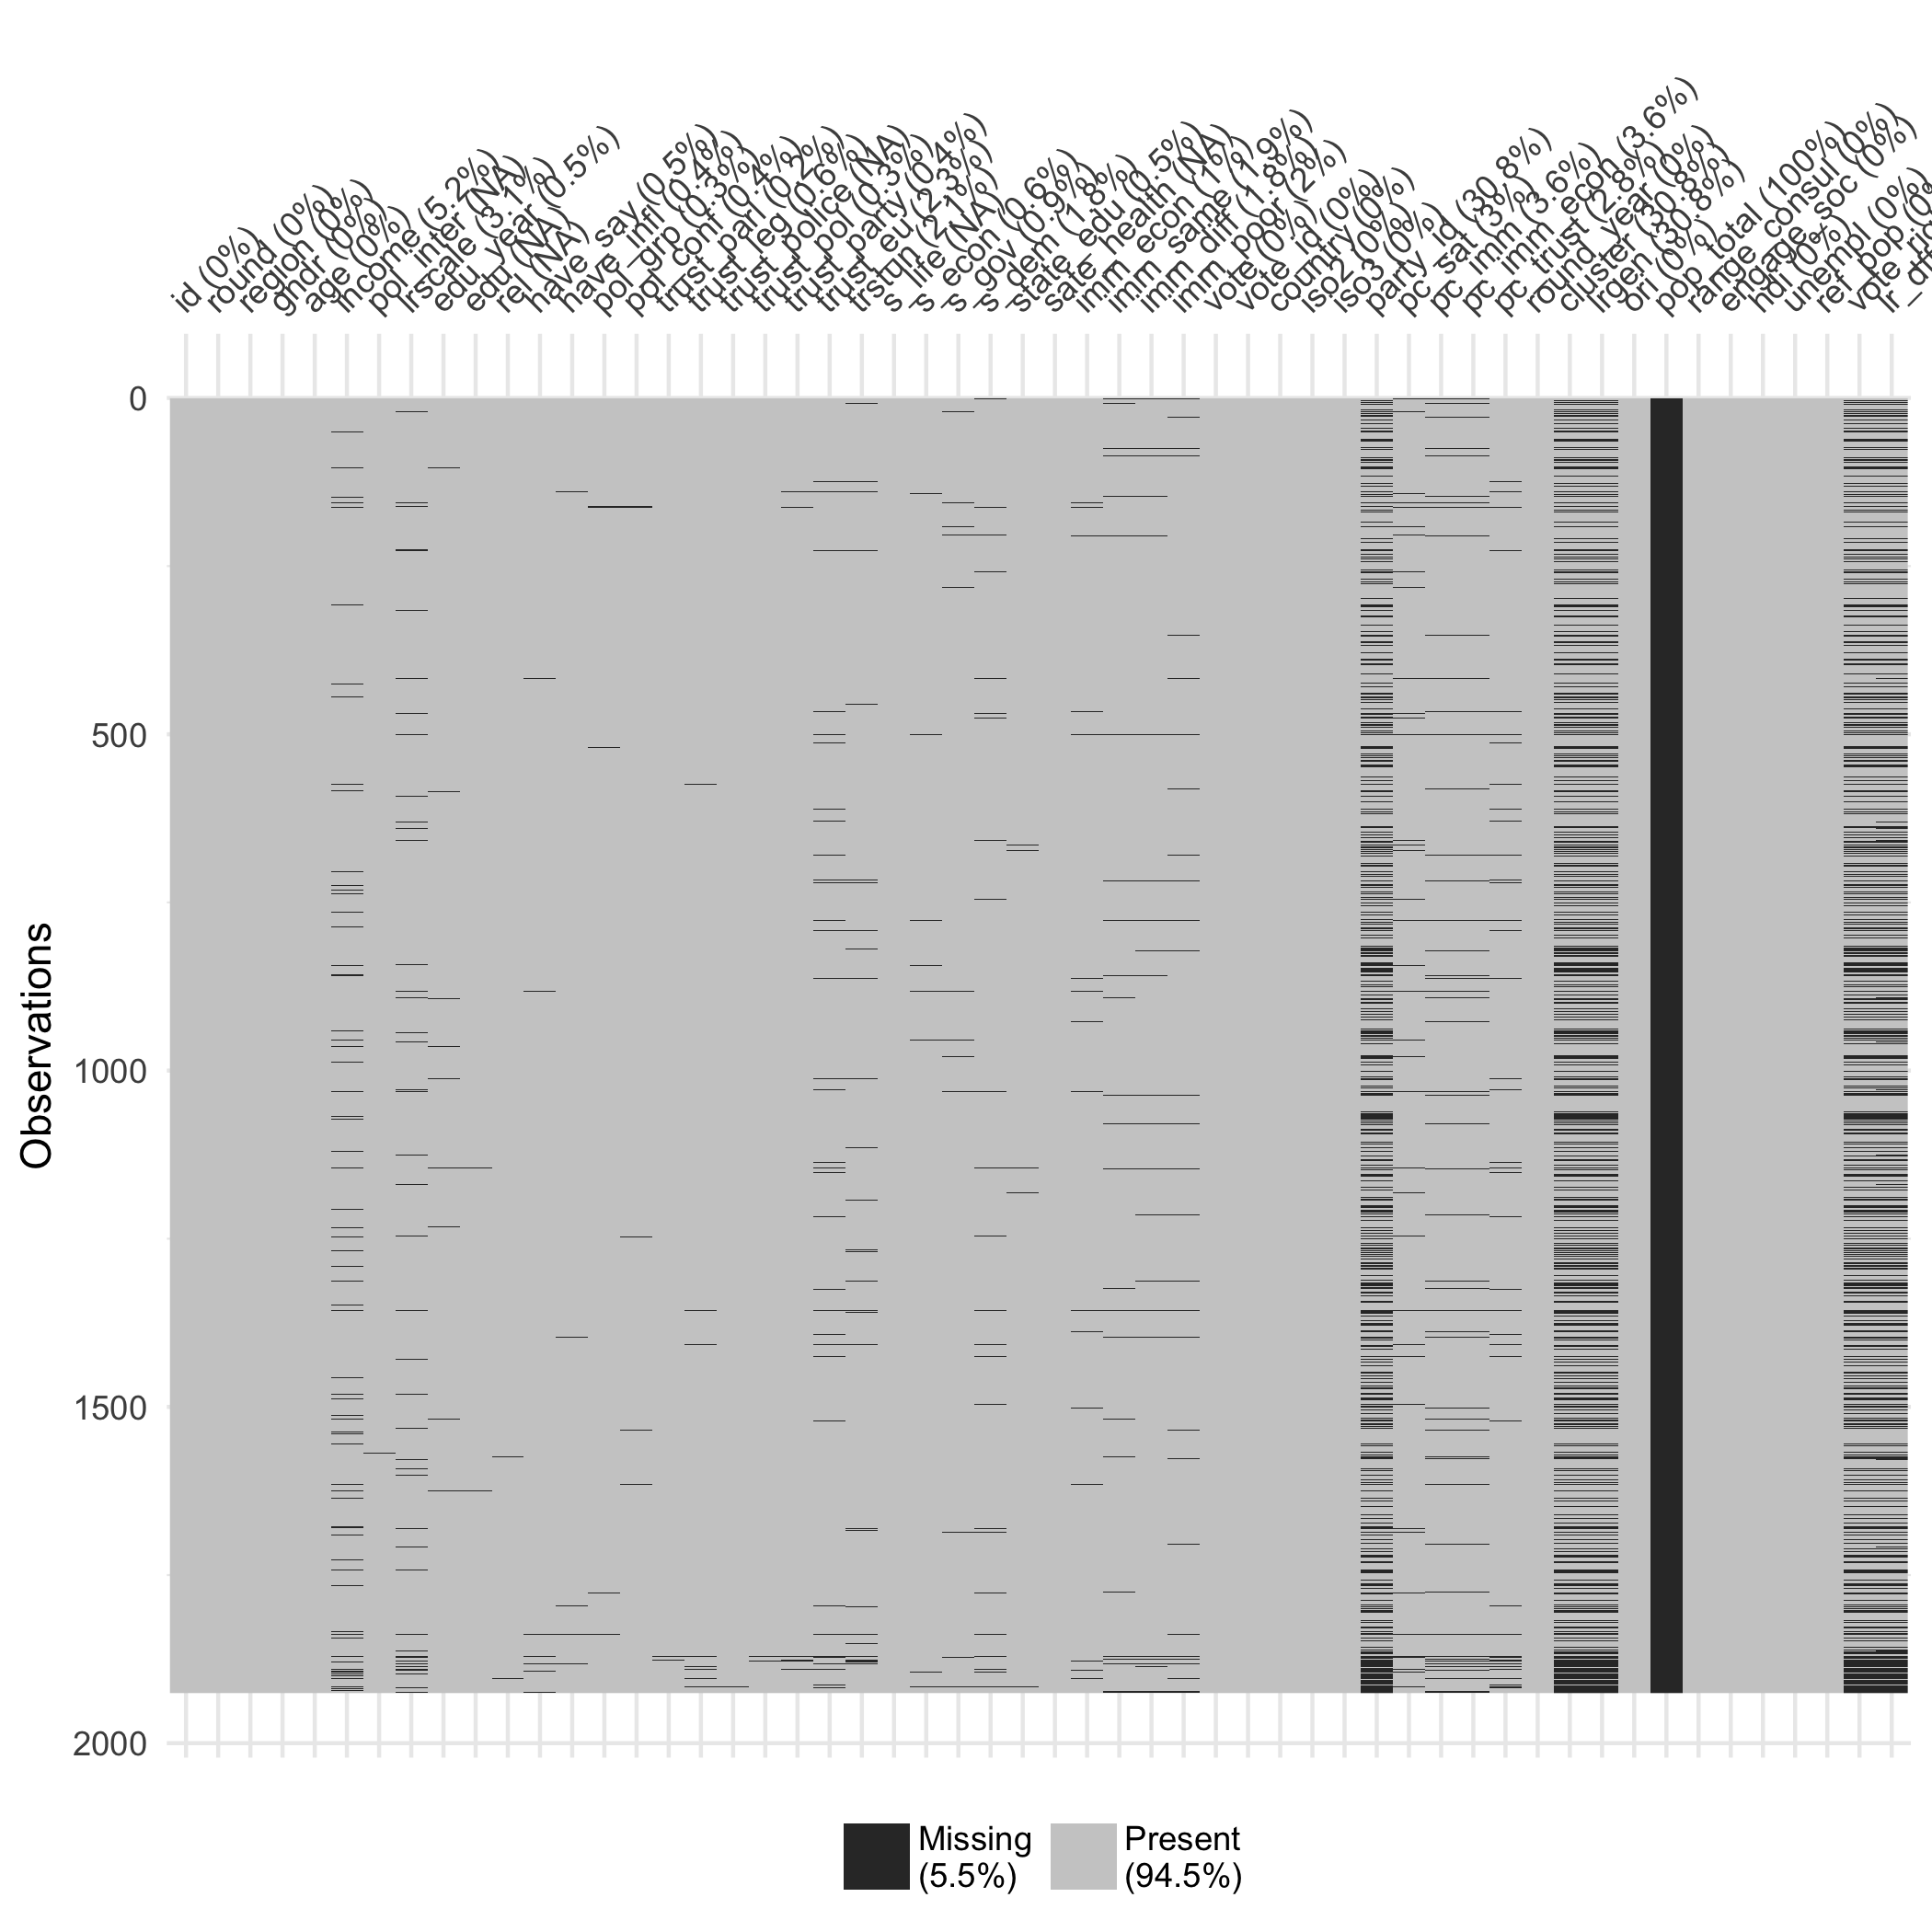 id (0%)
round (0%)
region (0%)
gndr (0%)
age (0%)
income (5.2%)
pol_inter (NA)
lrscale (3.1%)
edu_year (0.5%)
edu (NA)
rel (NA)
have_say (0.5%)
have_infl (0.4%)
pol_grp (0.3%)
pol_conf (0.4%)
trust_parl (0.2%)
trust_leg (0.6%)
trust_police (NA)
trust_pol (0.3%)
trust_party (0.4%)
trust_eu (2.3%)
trstun (2.1%)
s_life (NA)
s_econ (0.6%)
s_gov (0.9%)
s_dem (1.8%)
state_edu (0.5%)
sate_health (NA)
imm_econ (1%)
imm_same (1.9%)
imm_diff (1.8%)
imm_poor (2%)
vote (0%)
vote_id (0%)
country (0%)
iso2 (0%)
iso3 (0%)
party_id (30.8%)
pc_sat (3%)
pc_imm (3.6%)
pc_imm_econ (3.6%)
pc_trust (2.8%)
round_year (0%)
cluster (30.8%)
lrgen (30.8%)
ori (0%)
pop_total (100%)
range_consul (0%)
engage_soc (0%)
hdi (0%)
unempl (0%)
ref_pop
0
500
1000
1500
2000
Observations
Missing
(5.5%)
Present
(94.5%)